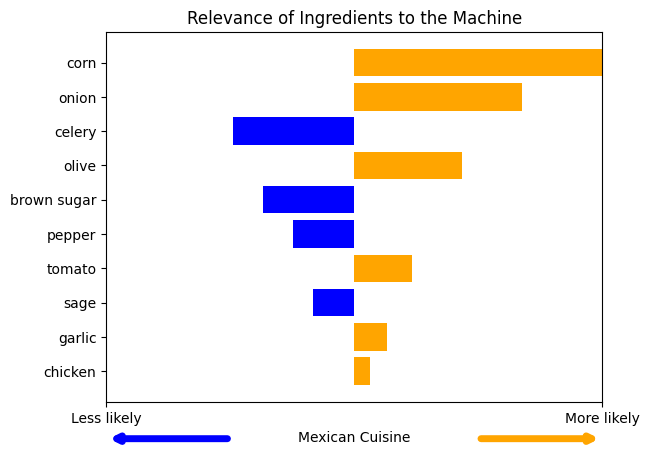 Relevance of Ingredients to the Machine
corn
onion
celery
olive
brown sugar
pepper
tomato
sage
garlic
chicken
Less likely
More likely
Mexican Cuisine